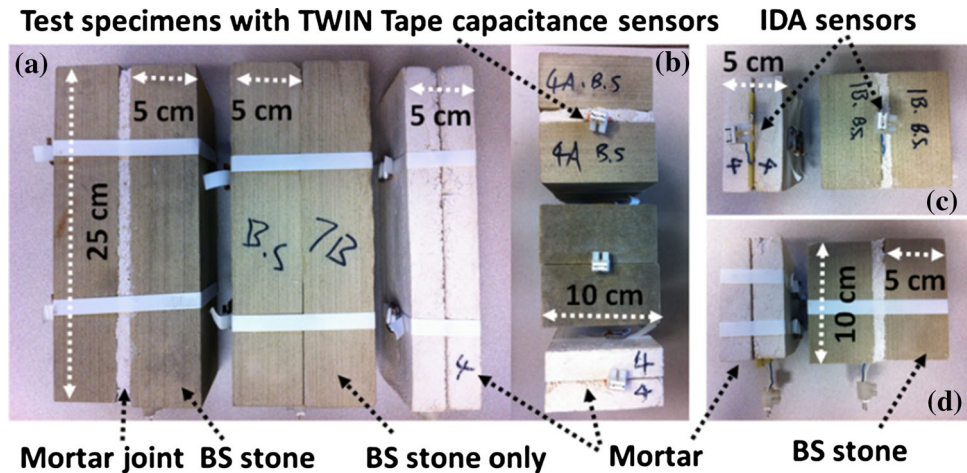 Test specimens with TWIN Tape capacitance sensors
IDA sensors
(a)
5 cm
5 cm
5 cm
25 cm
B.S
7B
4
(b)
4A.B.S
4A B.S
10 cm
4
4
5 cm
4
4
1B. B.S.
1B. B.S.
(c)
10 cm
5 cm
(d)
Mortar joint
BS stone
BS stone only
Mortar
BS stone